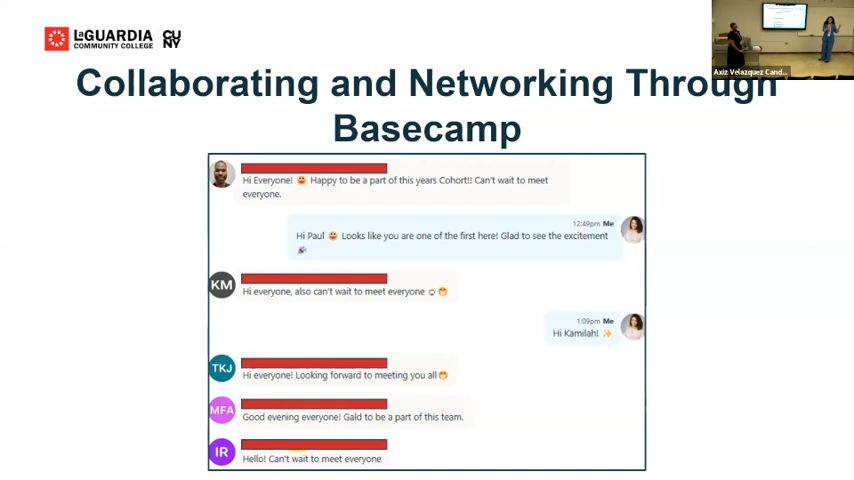 LAGUARDIA
COMMUNITY COLLEGE
CU
NY
Axiz Velazquez Cand...
Collaborating and Networking Through
Basecamp
Hi Everyone! 😃 Happy to be a part of this years Cohort!! Can't wait to meet
everyone.
12:49pm Me
Hi Paul 😃 Looks like you are one of the first here! Glad to see the excitement
🎉
KM
Hi everyone, also can't wait to meet everyone ☺😁
1:09pm Me
Hi Kamilah! ✨
TKJ
Hi everyone! Looking forward to meeting you all😁
MFA
Good evening everyone! Gald to be a part of this team.
IR
Hello! Can't wait to meet everyone